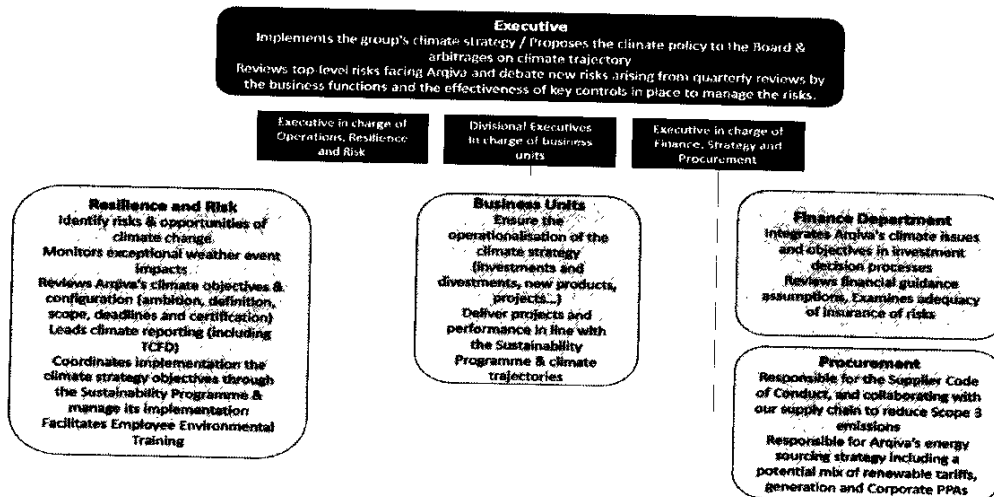 Executive
Implements the group's climate strategy / Proposes the climate policy to the Board &
arbitrages on climate trajectory
Reviews top-level risks facing Arqiva and debate new risks arising from quarterly reviews by
the business functions and the effectiveness of key controls in place to manage the risks.
Executive in charge of
Operations, Resilience
and Risk
Divisional Executives
in charge of business
units
Executive in charge of
Finance, Strategy and
Procurement
Resilience and Risk
Identify risks & opportunities of
climate change
Monitors exceptional weather event
impacts
Reviews Arqiva's climate objectives &
configuration (ambition, definition,
scope, deadlines and certification)
Leads climate reporting (including
TCFD)
Coordinates implementation the
climate strategy objectives through
the Sustainability Programme &
manage its implementation
Facilitates Employee Environmental
Training
Business Units
Ensure the
operationalisation of the
climate strategy
(investments and
divestments, new products,
projects...)
Deliver projects and
performance in line with
the Sustainability
Programme & climate
trajectories
Finance Department
Integrates Arqiva's climate issues
and objectives in investment
decision processes
Reviews financial guidance
assumptions, Examines adequacy
of insurance of risks
Procurement
Responsible for the Supplier Code
of Conduct, and collaborating with
our supply chain to reduce Scope 3
emissions
Responsible for Arqiva's energy
sourcing strategy including a
potential mix of renewable tariffs,
generation and Corporate PPAs